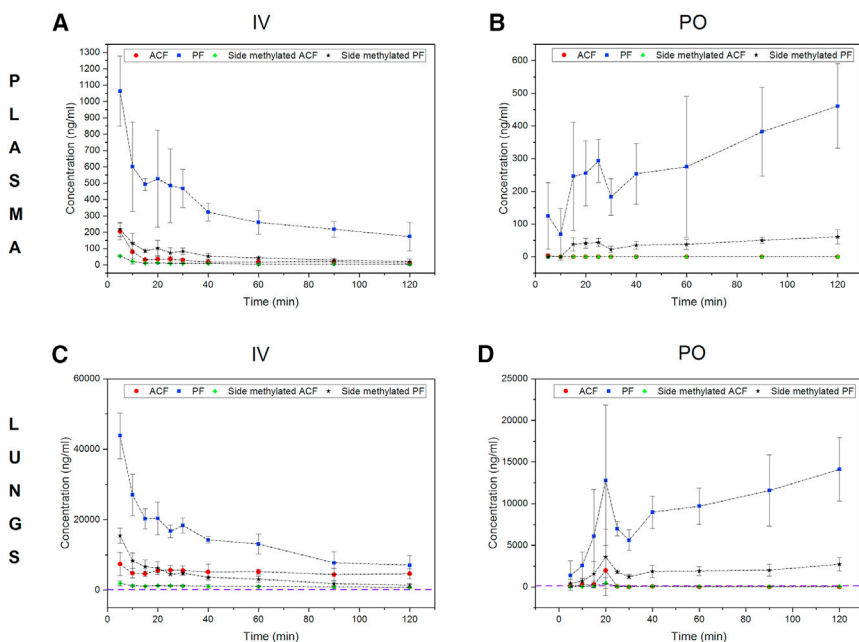 A IV
B PO
PLASMA
ACF PF Side methylated ACF Side methylated PF
1300
1200
1100
1000
900
800
700
600
500
400
300
200
100
0
Concentration (ng/ml)
0 20 40 60 80 100 120
Time (min)
ACF PF Side methylated ACF Side methylated PF
600
500
400
300
200
100
0
Concentration (ng/ml)
0 20 40 60 80 100 120
Time (min)
C IV
D PO
LUNGS
ACF PF Side methylated ACF Side methylated PF
60000
40000
20000
0
Concentration (ng/ml)
0 20 40 60 80 100 120
Time (min)
ACF PF Side methylated ACF Side methylated PF
25000
20000
15000
10000
5000
0
Concentration (ng/ml)
0 20 40 60 80 100 120
Time (min)